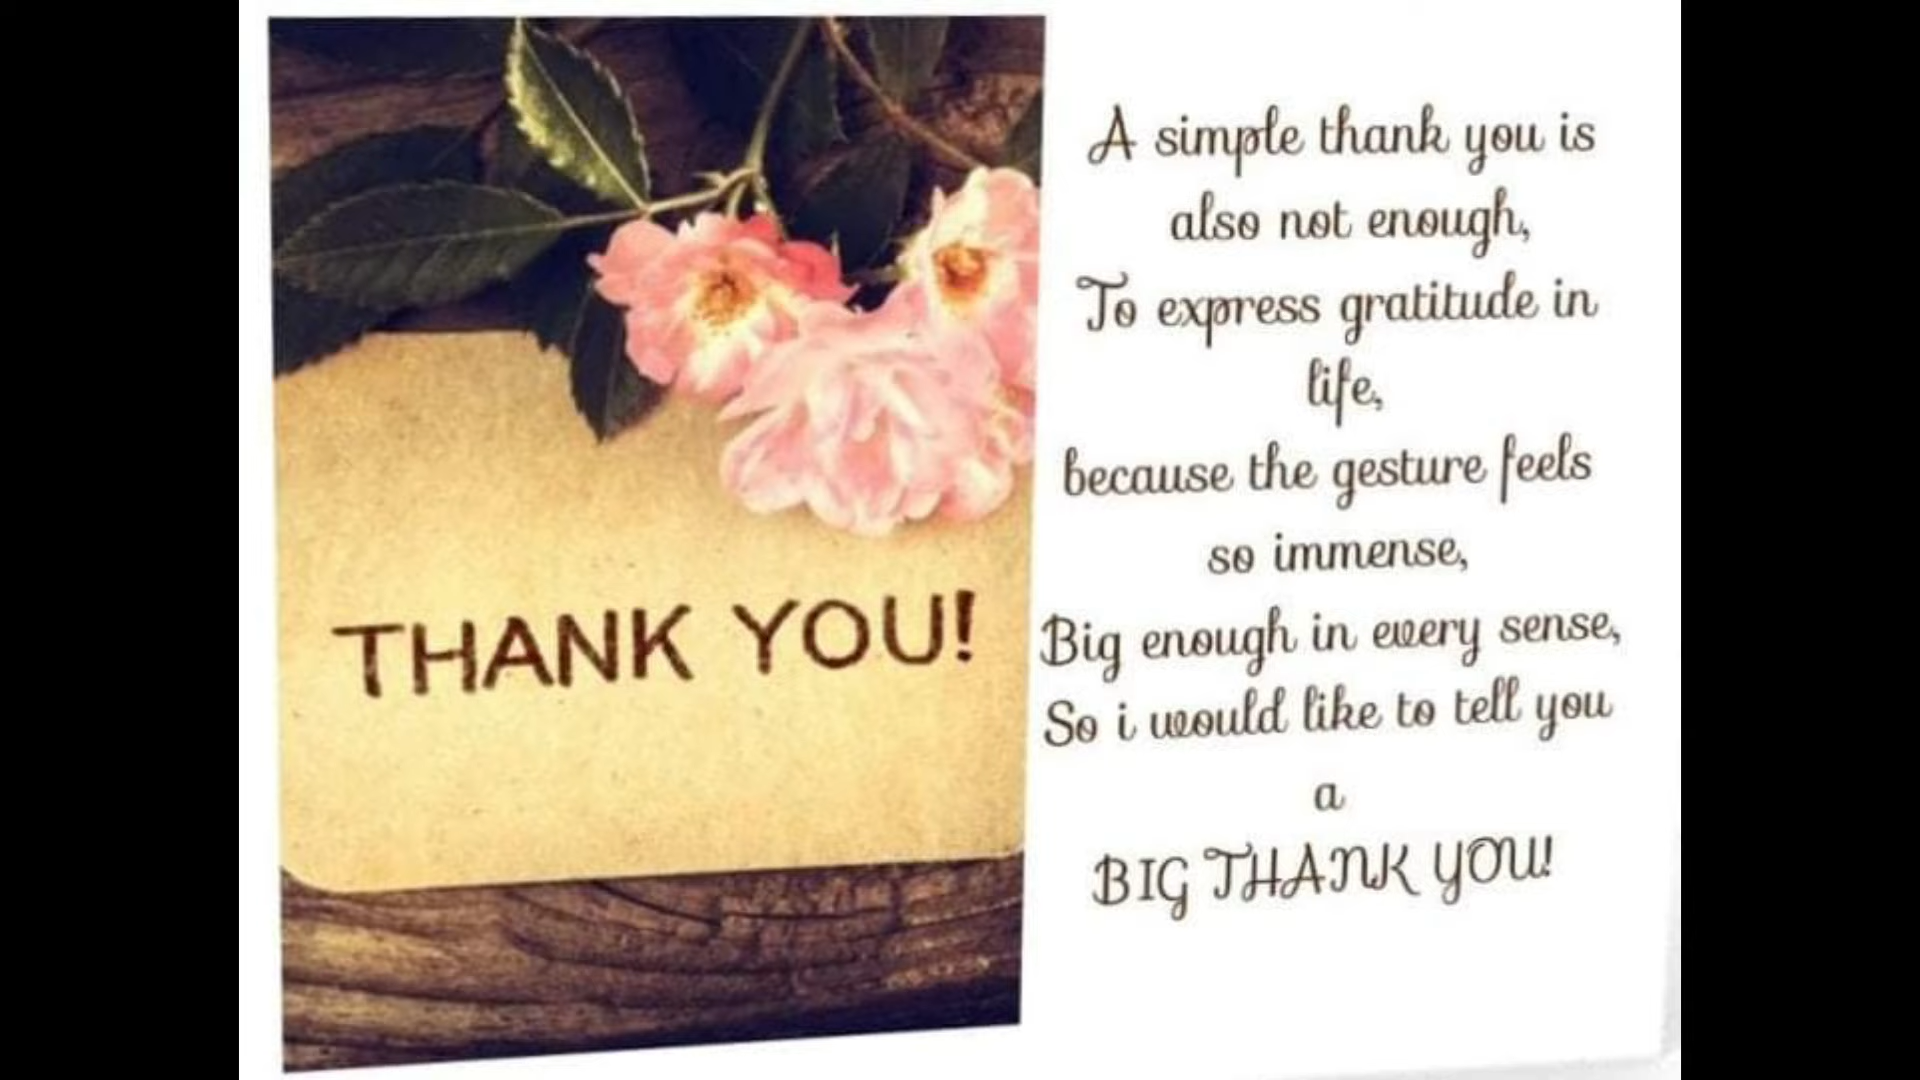 THANK YOU!
A simple thank you is
also not enough,
To express gratitude in
life,
because the gesture feels
so immense,
Big enough in every sense,
So i would like to tell you
a
BIG THANK YOU!